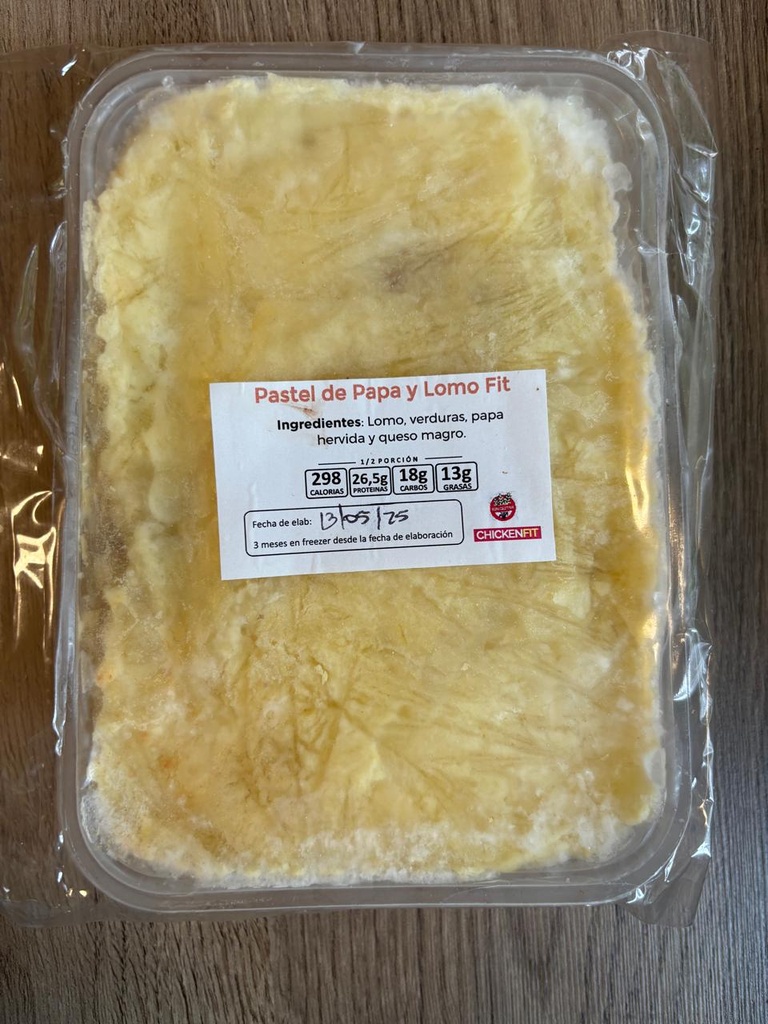 Pastel de Papa y Lomo Fit
Ingredientes: Lomo, verduras, papa
hervida y queso magro.
1/2 PORCIÓN
298 26,5g 18g 13g
CALORIAS PROTEINAS CARBOS GRASAS
Fecha de elab: 13/05/25
3 meses en freezer desde la fecha de elaboración
SIN GLUTEN
CHICKENFIT